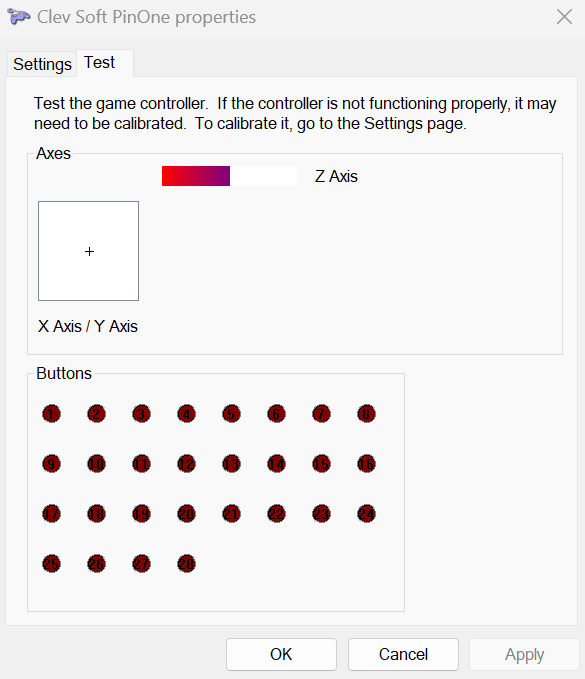 Clev Soft PinOne properties
Settings Test
Test the game controller. If the controller is not functioning properly, it may
need to be calibrated. To calibrate it, go to the Settings page.
Axes
Z Axis
X Axis / Y Axis
Buttons
1 2 3 4 5 6 7 8
9 10 11 12 13 14 15 16
17 18 19 20 21 22 23 24
25 26 27 28
OK Cancel Apply